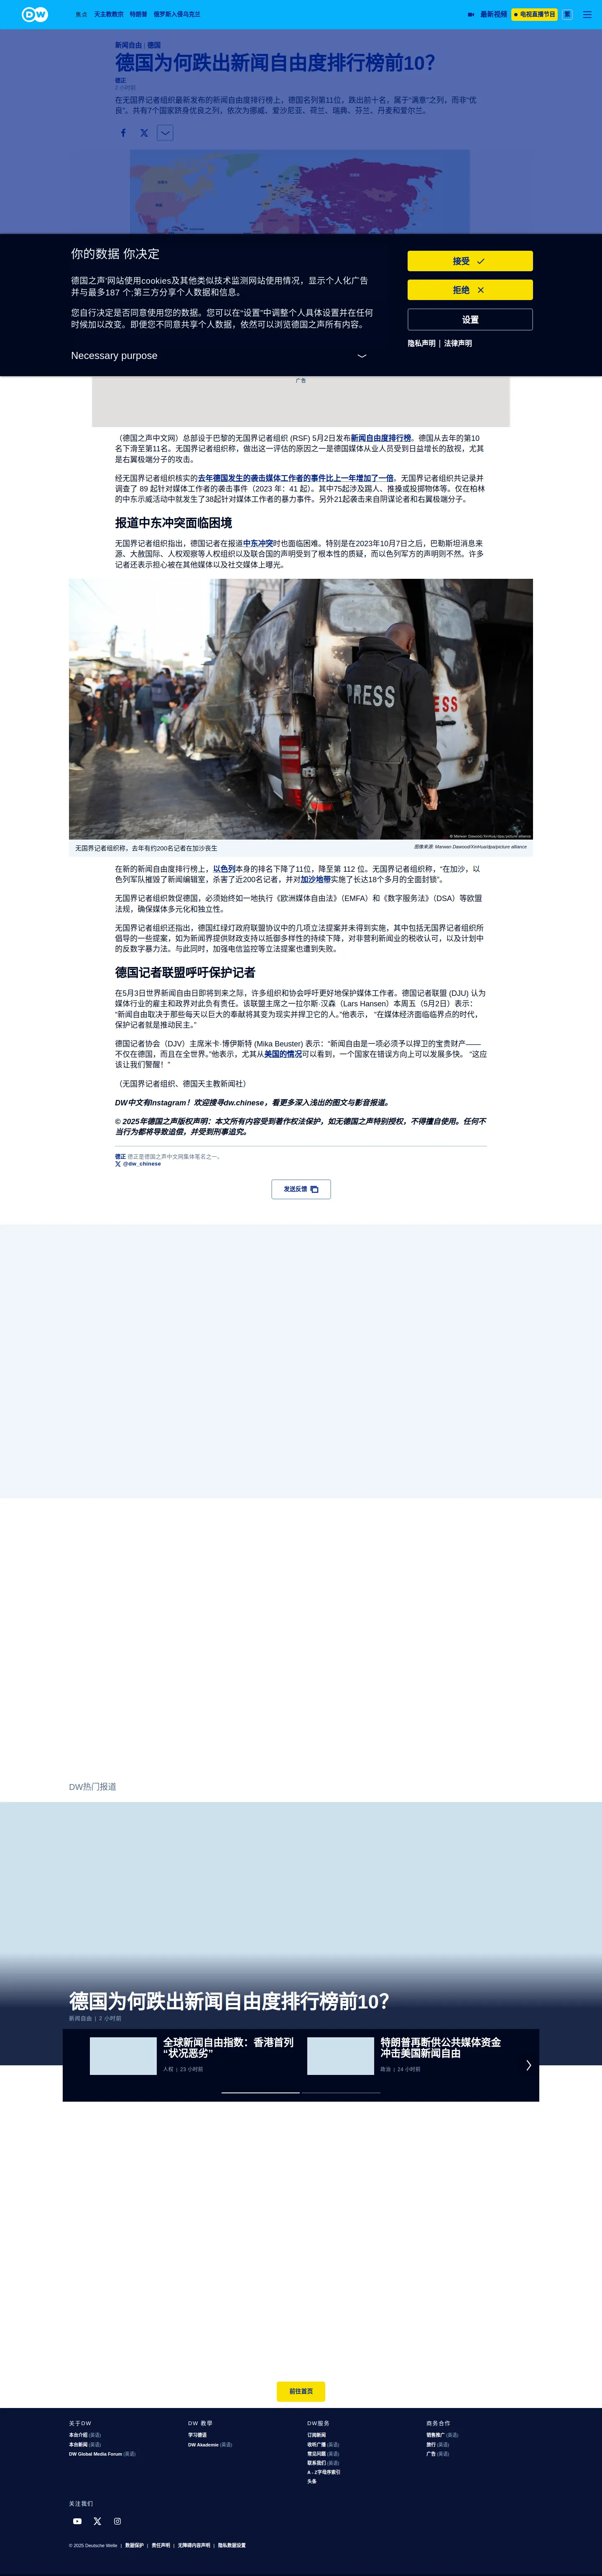 DW
焦点
天主教教宗
特朗普
俄罗斯入侵乌克兰
最新视频
电视直播节目
繁
新闻自由 | 德国
德国为何跌出新闻自由度排行榜前10？
德正
2 小时前
在无国界记者组织最新发布的新闻自由度排行榜上，德国名列第11位，跌出前十名，属于“满意”之列，而非“优
良”。共有7个国家跻身优良之列，依次为挪威、爱沙尼亚、荷兰、瑞典、芬兰、丹麦和爱尔兰。
你的数据 你决定
德国之声'网站使用cookies及其他类似技术监测网站使用情况，显示个人化广告
并与最多187 个;第三方分享个人数据和信息。
您自行决定是否同意使用您的数据。您可以在“设置”中调整个人具体设置并在任何
时候加以改变。即便您不同意共享个人数据，依然可以浏览德国之声所有内容。
Necessary purpose
接受
拒绝
设置
隐私声明 | 法律声明
广告
（德国之声中文网）总部设于巴黎的无国界记者组织 (RSF) 5月2日发布新闻自由度排行榜。德国从去年的第10
名下滑至第11名。无国界记者组织称，做出这一评估的原因之一是德国媒体从业人员受到日益增长的敌视，尤其
是右翼极端分子的攻击。
经无国界记者组织核实的去年德国发生的袭击媒体工作者的事件比上一年增加了一倍。无国界记者组织共记录并
调查了 89 起针对媒体工作者的袭击事件（2023 年：41 起）。其中75起涉及踢人、推搡或投掷物体等。仅在柏林
的中东示威活动中就发生了38起针对媒体工作者的暴力事件。另外21起袭击来自阴谋论者和右翼极端分子。
报道中东冲突面临困境
无国界记者组织指出，德国记者在报道中东冲突时也面临困难。特别是在2023年10月7日之后，巴勒斯坦消息来
源、大赦国际、人权观察等人权组织以及联合国的声明受到了根本性的质疑，而以色列军方的声明则不然。许多
记者还表示担心被在其他媒体以及社交媒体上曝光。
PRESS
PRESS
© Marwan Dawood/XinHua/dpa/picture alliance
无国界记者组织称，去年有约200名记者在加沙丧生
图像来源: Marwan Dawood/XinHua/dpa/picture alliance
在新的新闻自由度排行榜上，以色列本身的排名下降了11位，降至第 112 位。无国界记者组织称，“在加沙，以
色列军队摧毁了新闻编辑室，杀害了近200名记者，并对加沙地带实施了长达18个多月的全面封锁”。
无国界记者组织敦促德国，必须始终如一地执行《欧洲媒体自由法》（EMFA）和《数字服务法》（DSA）等欧盟
法规，确保媒体多元化和独立性。
无国界记者组织还指出，德国红绿灯政府联盟协议中的几项立法提案并未得到实施，其中包括无国界记者组织所
倡导的一些提案，如为新闻界提供财政支持以抵御多样性的持续下降，对非营利新闻业的税收认可，以及计划中
的反数字暴力法。与此同时，加强电信监控等立法提案也遭到失败。
德国记者联盟呼吁保护记者
在5月3日世界新闻自由日即将到来之际，许多组织和协会呼吁更好地保护媒体工作者。德国记者联盟 (DJU) 认为
媒体行业的雇主和政界对此负有责任。该联盟主席之一拉尔斯·汉森（Lars Hansen）本周五（5月2日）表示：
“新闻自由取决于那些每天以巨大的奉献将其变为现实并捍卫它的人。”他表示， “在媒体经济面临临界点的时代，
保护记者就是推动民主。”
德国记者协会（DJV）主席米卡·博伊斯特 (Mika Beuster) 表示：“新闻自由是一项必须予以捍卫的宝贵财产——
不仅在德国，而且在全世界。”他表示，尤其从美国的情况可以看到，一个国家在错误方向上可以发展多快。 “这应
该让我们警醒！ ”
（无国界记者组织、德国天主教新闻社）
DW中文有Instagram！欢迎搜寻dw.chinese，看更多深入浅出的图文与影音报道。
© 2025年德国之声版权声明：本文所有内容受到著作权法保护，如无德国之声特别授权，不得擅自使用。任何不
当行为都将导致追偿，并受到刑事追究。
德正 德正是德国之声中文网集体笔名之一。
@dw_chinese
发送反馈
DW热门报道
德国为何跌出新闻自由度排行榜前10？
新闻自由 | 2 小时前
全球新闻自由指数：香港首列
“状况恶劣”
人权 | 23 小时前
特朗普再断供公共媒体资金
冲击美国新闻自由
政治 | 24 小时前
前往首页
关于DW
本台介绍 (英语)
本台新闻 (英语)
DW Global Media Forum (英语)
DW 教学
学习德语
DW Akademie (英语)
DW服务
订阅新闻
收听广播 (英语)
常见问题 (英语)
联系我们 (英语)
A - Z字母序索引
头条
商务合作
销售推广 (英语)
旅行 (英语)
广告 (英语)
关注我们
© 2025 Deutsche Welle | 数据保护 | 责任声明 | 无障碍内容声明 | 隐私数据设置